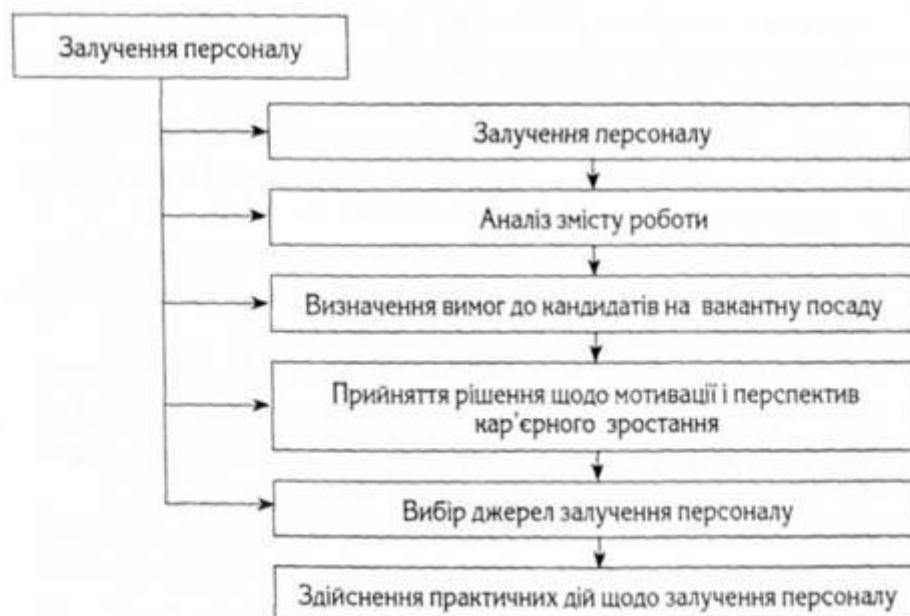 Залучення персоналу
Залучення персоналу
Аналіз змісту роботи
Визначення вимог до кандидатів на вакантну посаду
Прийняття рішення щодо мотивації і перспектив
кар’єрного зростання
Вибір джерел залучення персоналу
Здійснення практичних дій щодо залучення персоналу